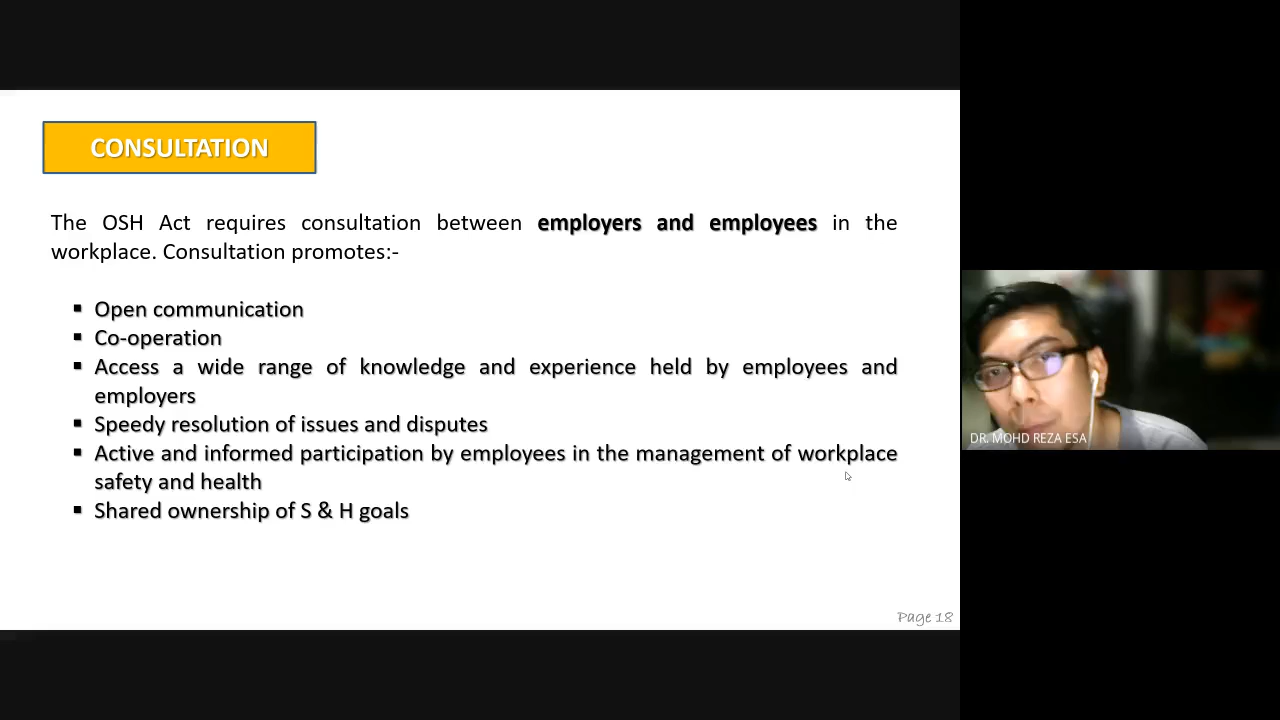 CONSULTATION
The OSH Act requires consultation between employers and employees in the
workplace. Consultation promotes:-
▪ Open communication
▪ Co-operation
▪ Access a wide range of knowledge and experience held by employees and
employers
▪ Speedy resolution of issues and disputes
▪ Active and informed participation by employees in the management of workplace
safety and health
▪ Shared ownership of S & H goals
Page 18
DR. MOHD REZA ESA